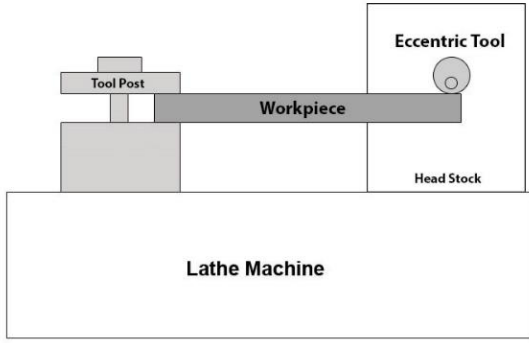 Eccentric Tool
Tool Post
Workpiece
Head Stock
Lathe Machine